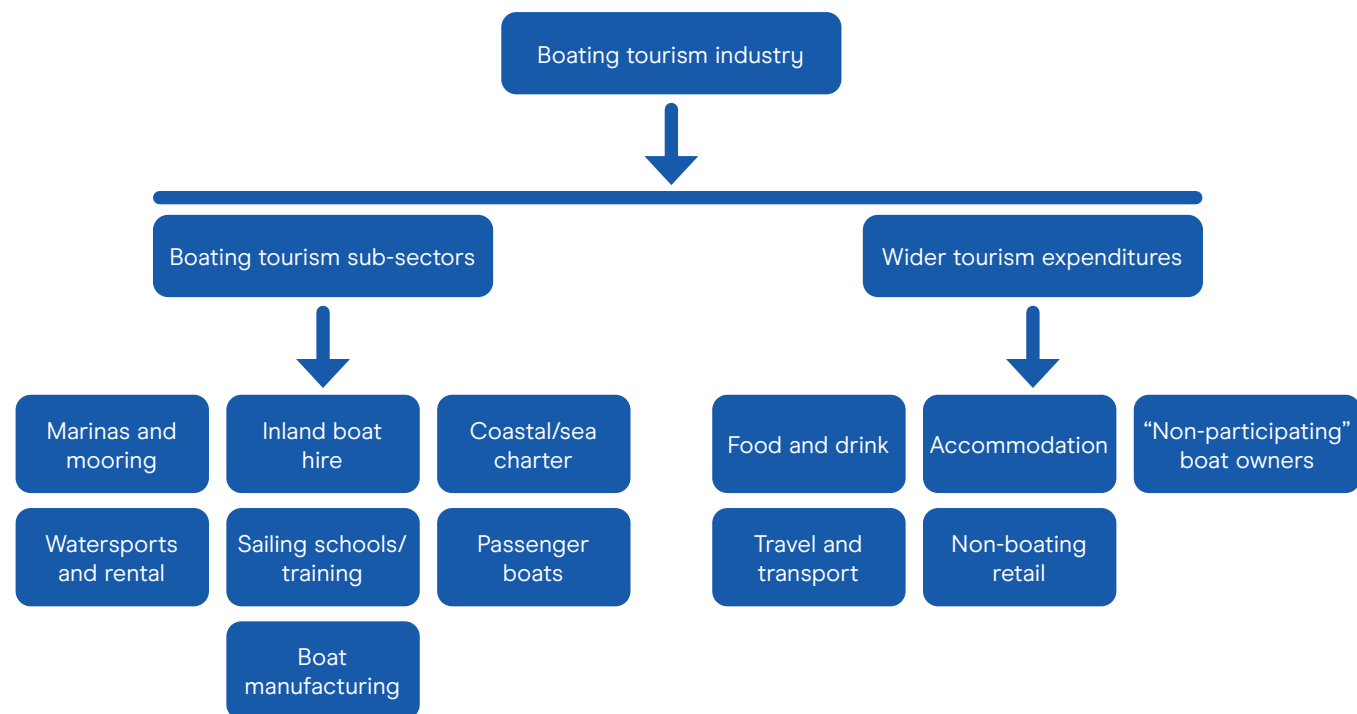 Boating tourism industry
Boating tourism sub-sectors
Wider tourism expenditures
Marinas and
mooring
Inland boat
hire
Coastal/sea
charter
Food and drink
Accommodation
“Non-participating”
boat owners
Watersports
and rental
Sailing schools/
training
Passenger
boats
Travel and
transport
Non-boating
retail
Boat
manufacturing